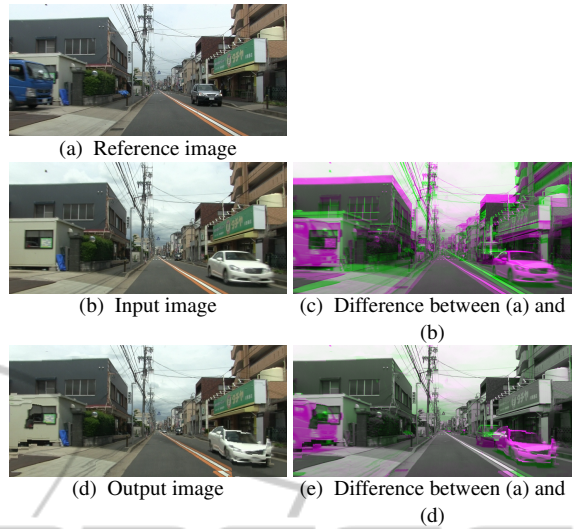 (a) Reference image
(b) Input image
(c) Difference between (a) and
(b)
(d) Output image
(e) Difference between (a) and
(d)